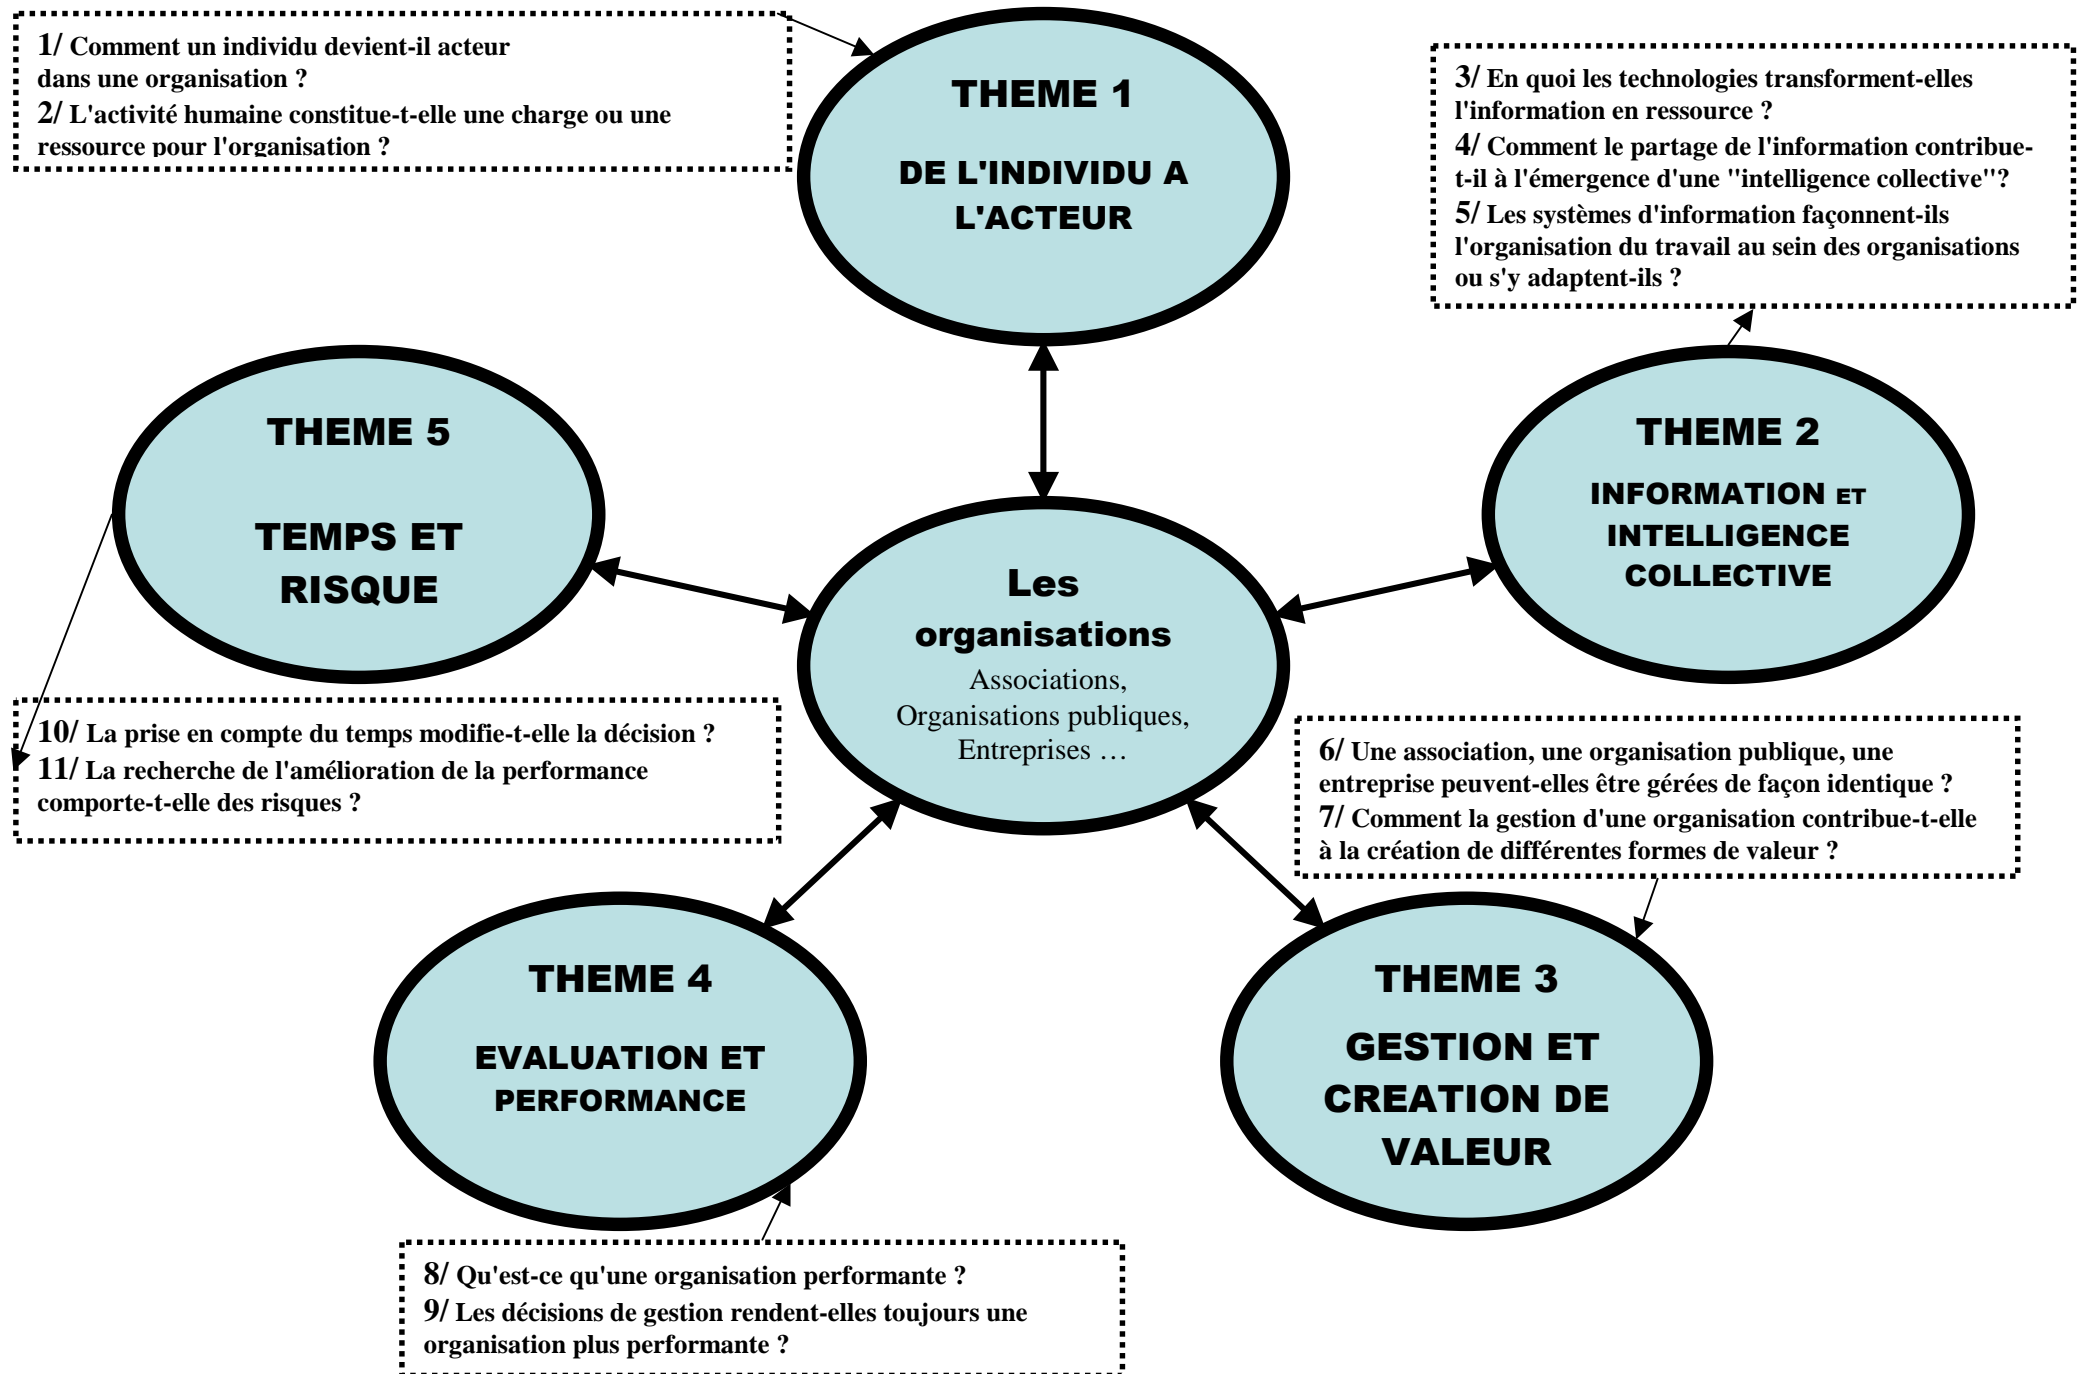 1/ Comment un individu devient-il acteur
dans une organisation ?
2/ L'activité humaine constitue-t-elle une charge ou une
ressource pour l'organisation ?
THEME 1
DE L'INDIVIDU A
L'ACTEUR
3/ En quoi les technologies transforment-elles
l'information en ressource ?
4/ Comment le partage de l'information contribue-
t-il à l'émergence d'une "intelligence collective"?
5/ Les systèmes d'information façonnent-ils
l'organisation du travail au sein des organisations
ou s'y adaptent-ils ?
THEME 5
TEMPS ET
RISQUE
THEME 2
INFORMATION ET
INTELLIGENCE
COLLECTIVE
Les
organisations
Associations,
Organisations publiques,
Entreprises …
10/ La prise en compte du temps modifie-t-elle la décision ?
11/ La recherche de l'amélioration de la performance
comporte-t-elle des risques ?
6/ Une association, une organisation publique, une
entreprise peuvent-elles être gérées de façon identique ?
7/ Comment la gestion d'une organisation contribue-t-elle
à la création de différentes formes de valeur ?
THEME 4
EVALUATION ET
PERFORMANCE
THEME 3
GESTION ET
CREATION DE
VALEUR
8/ Qu'est-ce qu'une organisation performante ?
9/ Les décisions de gestion rendent-elles toujours une
organisation plus performante ?